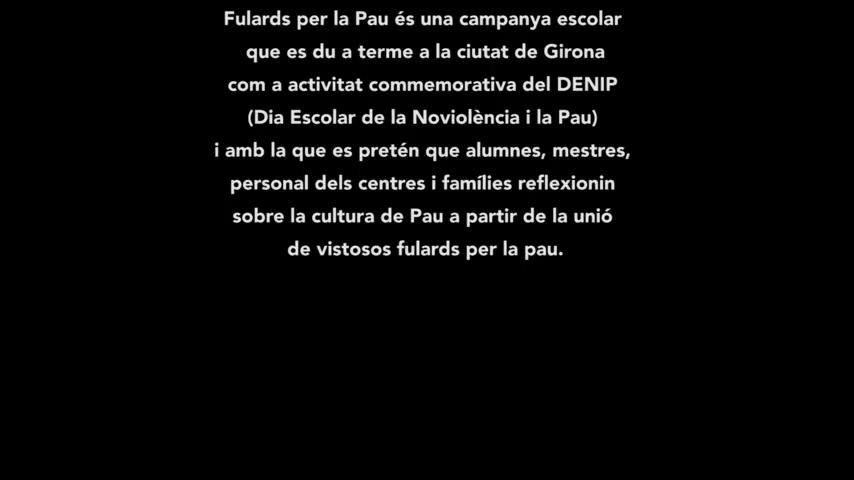 Fulards per la Pau és una campanya escolar
que es du a terme a la ciutat de Girona
com a activitat commemorativa del DENIP
(Dia Escolar de la Noviolència i la Pau)
i amb la que es pretén que alumnes, mestres,
personal dels centres i famílies reflexionin
sobre la cultura de Pau a partir de la unió
de vistosos fulards per la pau.